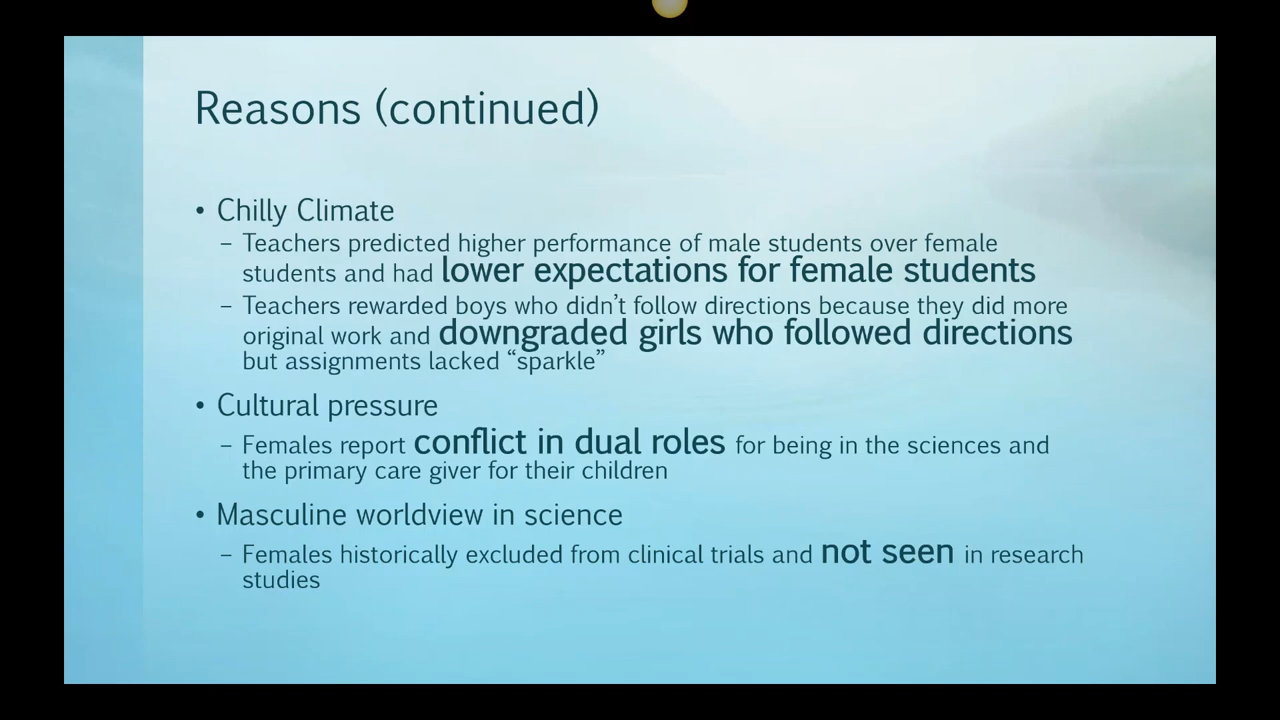 Reasons (continued)
• Chilly Climate
– Teachers predicted higher performance of male students over female
students and had lower expectations for female students
– Teachers rewarded boys who didn’t follow directions because they did more
original work and downgraded girls who followed directions
but assignments lacked “sparkle”
• Cultural pressure
– Females report conflict in dual roles for being in the sciences and
the primary care giver for their children
• Masculine worldview in science
– Females historically excluded from clinical trials and not seen in research
studies